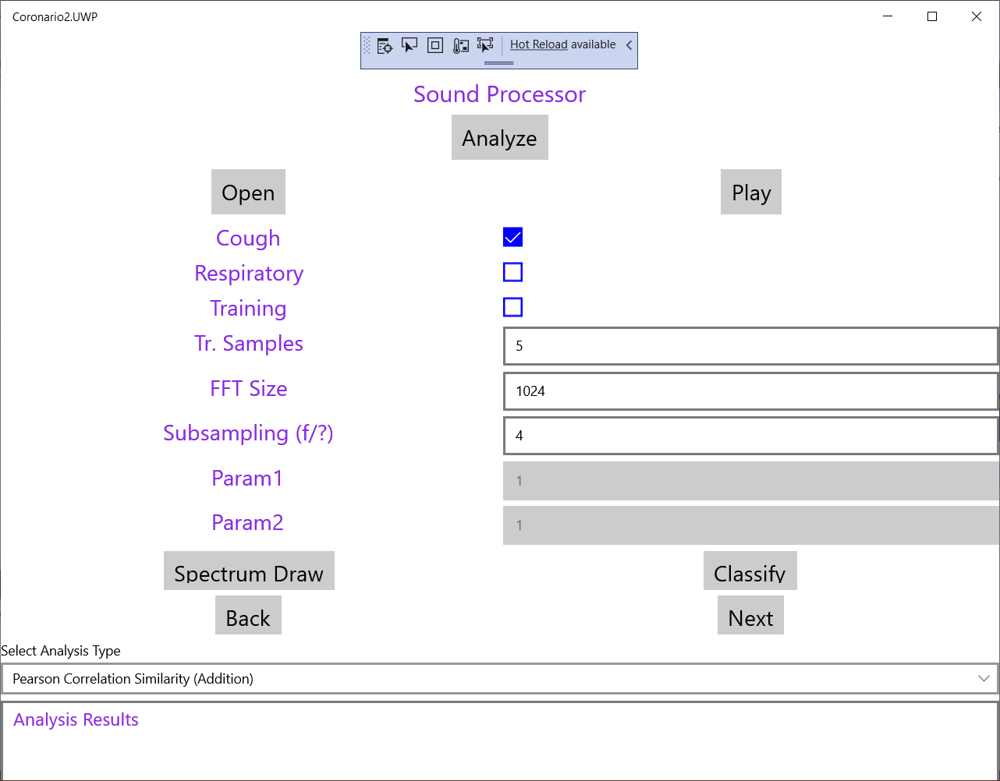 Coronario2.UWP
Hot Reload available
Sound Processor
Analyze
Open Play
Cough
Respiratory
Training
Tr. Samples 5
FFT Size 1024
Subsampling (f/?) 4
Param1 1
Param2 1
Spectrum Draw Classify
Back Next
Select Analysis Type
Pearson Correlation Similarity (Addition)
Analysis Results